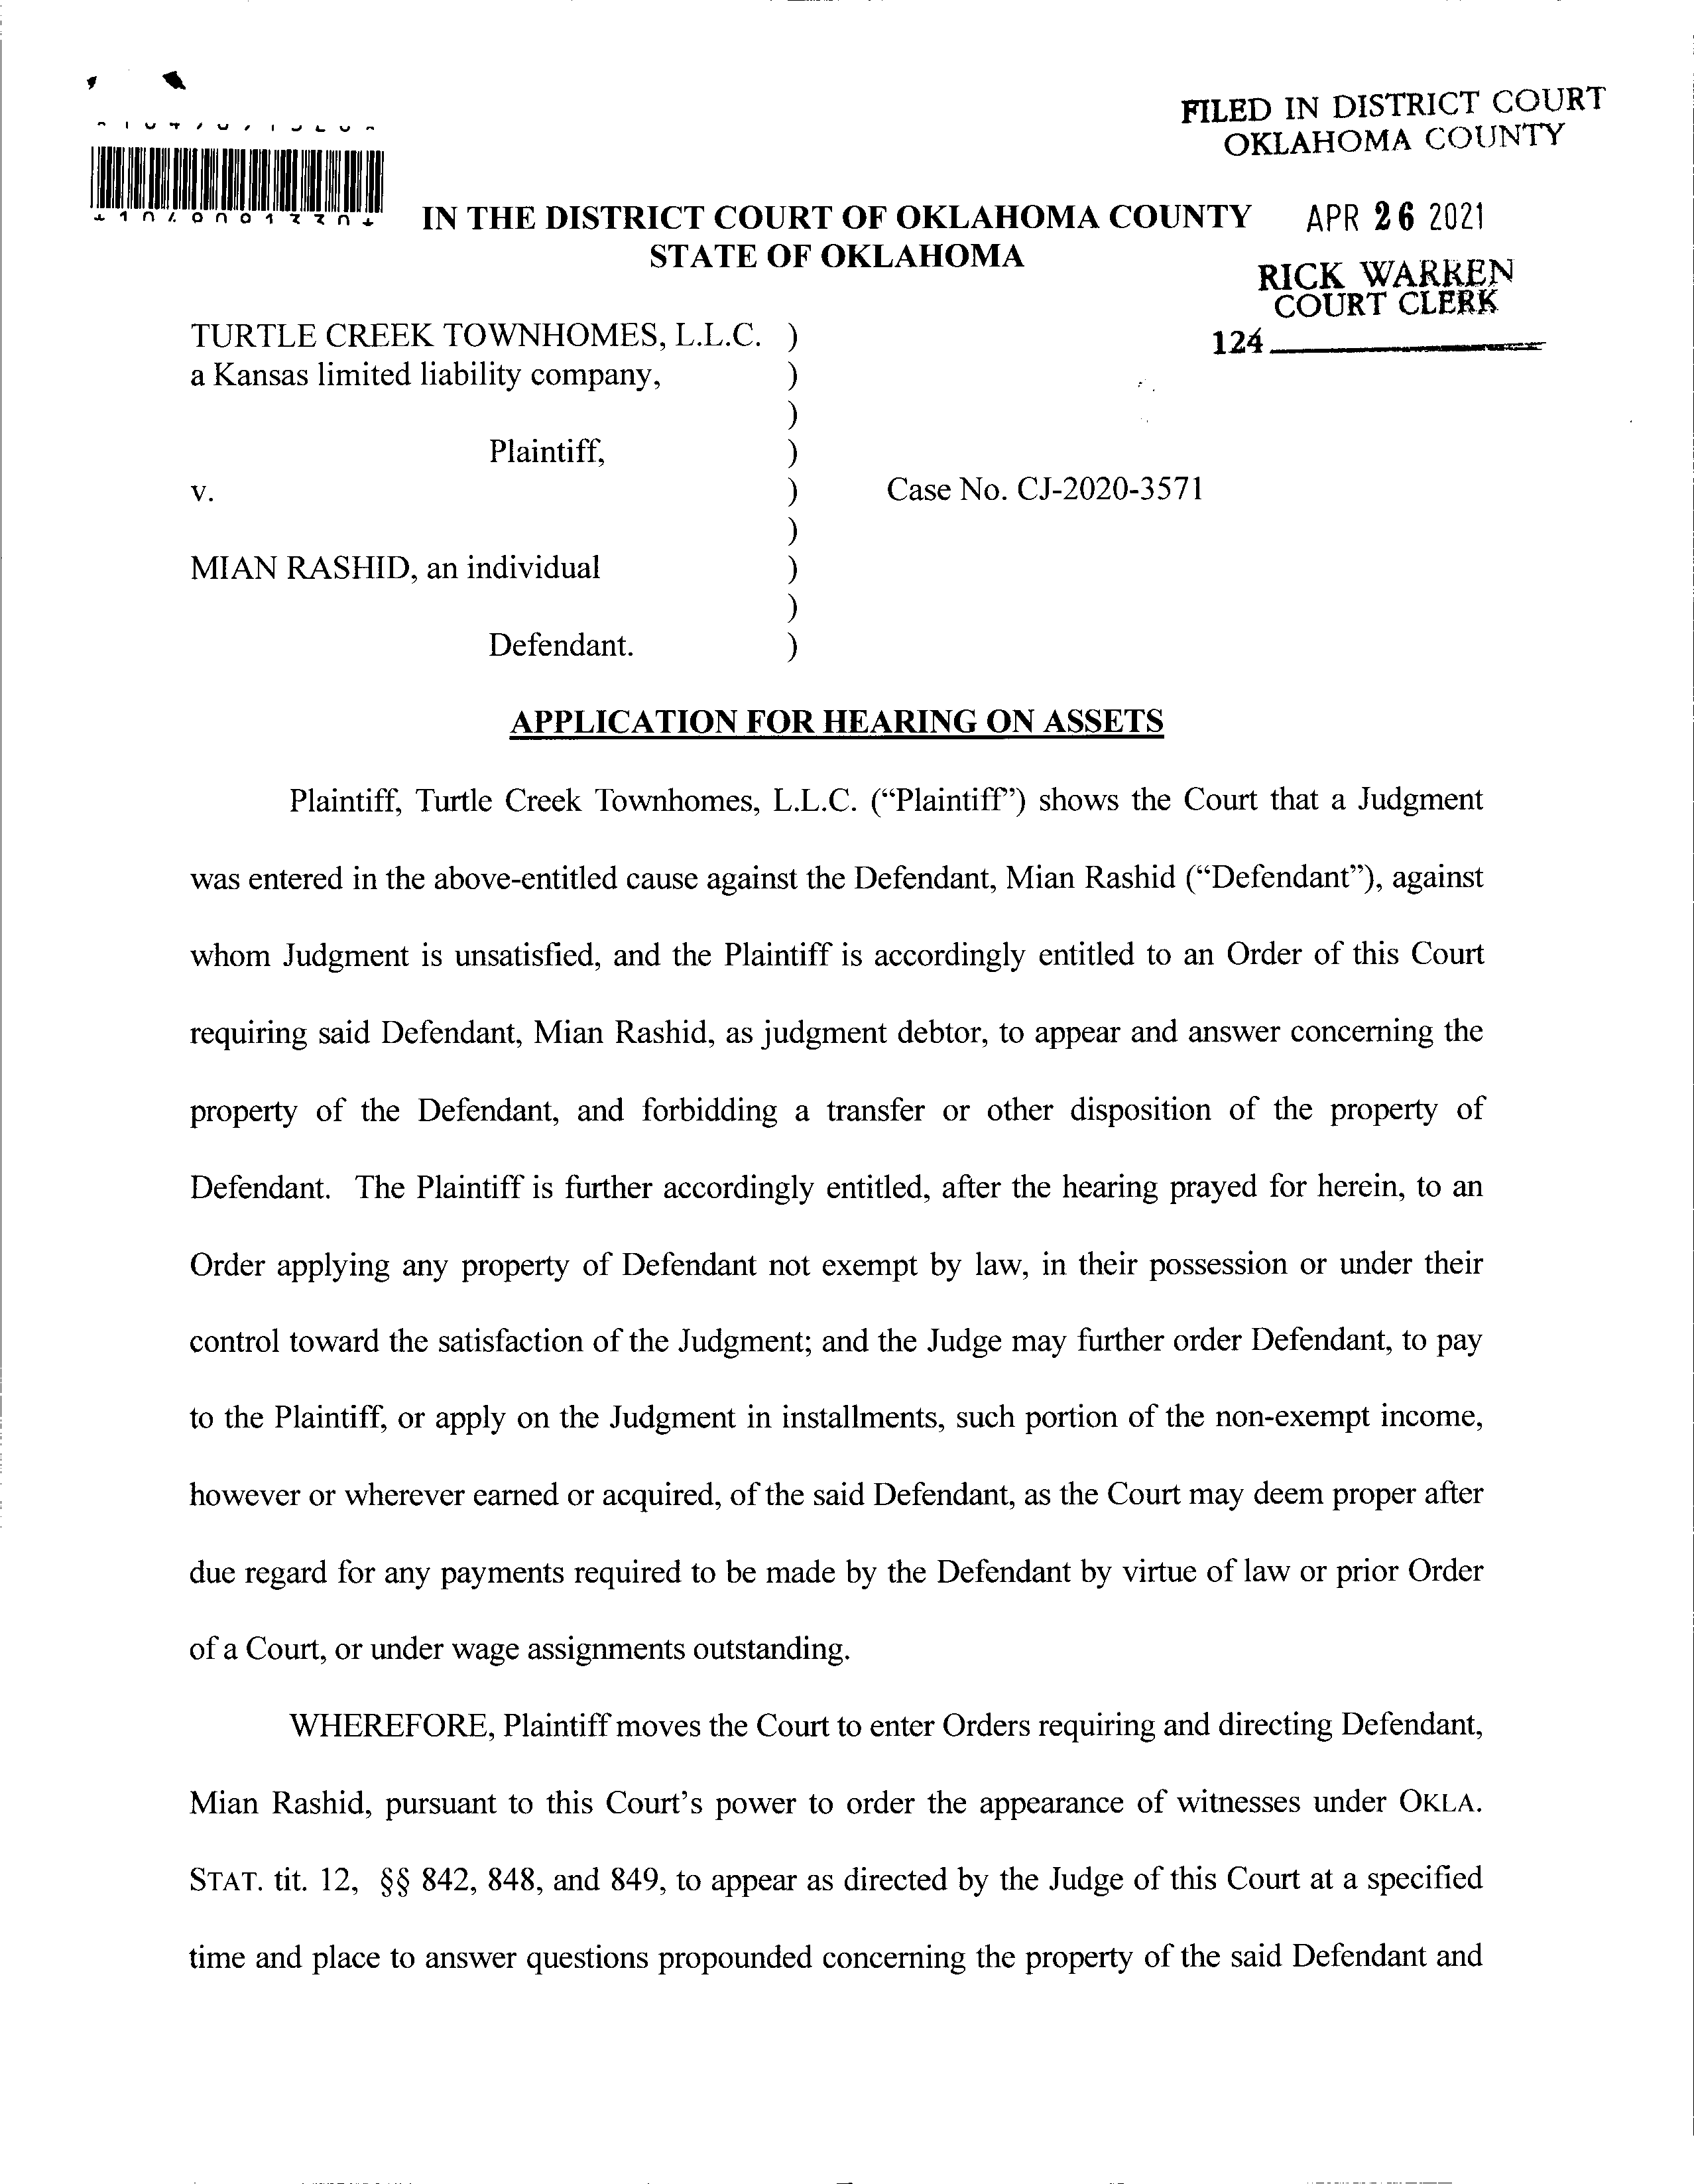 FILED IN DISTRICT COURT
OKLAHOMA COUNTY
IN THE DISTRICT COURT OF OKLAHOMA COUNTY APR 26 2021
STATE OF OKLAHOMA
RICK WARREN
COURT CLERK
124
TURTLE CREEK TOWNHOMES, L.L.C. )
a Kansas limited liability company, )
)
Plaintiff, )
v. ) Case No. CJ-2020-3571
)
MIAN RASHID, an individual )
)
Defendant. )
APPLICATION FOR HEARING ON ASSETS
Plaintiff, Turtle Creek Townhomes, L.L.C. (“Plaintiff”) shows the Court that a Judgment
was entered in the above-entitled cause against the Defendant, Mian Rashid (“Defendant”), against
whom Judgment is unsatisfied, and the Plaintiff is accordingly entitled to an Order of this Court
requiring said Defendant, Mian Rashid, as judgment debtor, to appear and answer concerning the
property of the Defendant, and forbidding a transfer or other disposition of the property of
Defendant. The Plaintiff is further accordingly entitled, after the hearing prayed for herein, to an
Order applying any property of Defendant not exempt by law, in their possession or under their
control toward the satisfaction of the Judgment; and the Judge may further order Defendant, to pay
to the Plaintiff, or apply on the Judgment in installments, such portion of the non-exempt income,
however or wherever earned or acquired, of the said Defendant, as the Court may deem proper after
due regard for any payments required to be made by the Defendant by virtue of law or prior Order
of a Court, or under wage assignments outstanding.
WHEREFORE, Plaintiff moves the Court to enter Orders requiring and directing Defendant,
Mian Rashid, pursuant to this Court’s power to order the appearance of witnesses under OKLA.
STAT. tit. 12, §§ 842, 848, and 849, to appear as directed by the Judge of this Court at a specified
time and place to answer questions propounded concerning the property of the said Defendant and